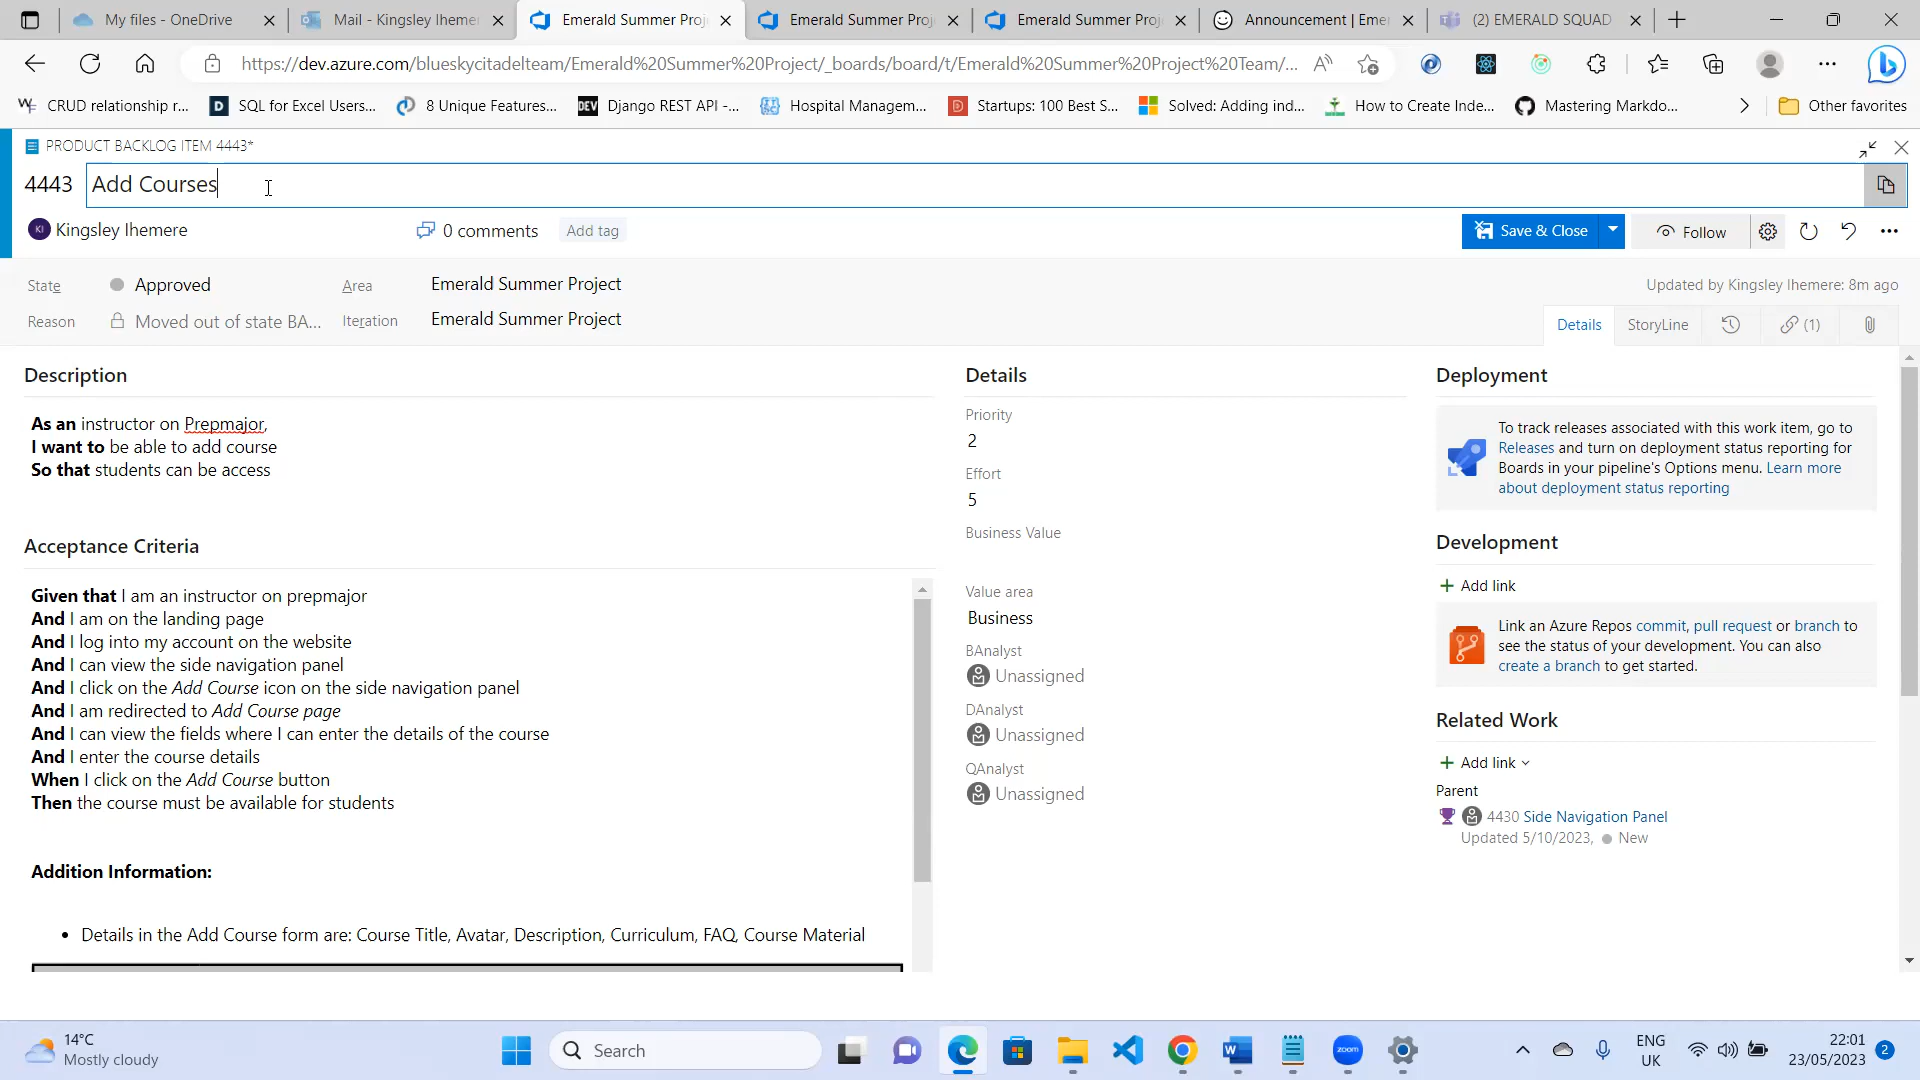 My files - OneDrive
Mail - Kingsley Iheme
Emerald Summer Proj
Emerald Summer Proj
Emerald Summer Proj
Announcement | Eme
(2) EMERALD SQUAD
https://dev.azure.com/blueskycitadelteam/Emerald%20Summer%20Project/_boards/board/t/Emerald%20Summer%20Project%20Team/...
CRUD relationship r...
SQL for Excel Users...
8 Unique Features...
Django REST API -...
Hospital Managem...
Startups: 100 Best S...
Solved: Adding ind...
How to Create Inde...
Mastering Markdo...
Other favorites
PRODUCT BACKLOG ITEM 4443*
4443 Add Courses
KI Kingsley Ihemere
0 comments
Add tag
Save & Close
Follow
State Approved
Area Emerald Summer Project
Updated by Kingsley Ihemere: 8m ago
Reason Moved out of state BA...
Iteration Emerald Summer Project
Details
StoryLine
(1)
Description
As an instructor on Prepmajor,
I want to be able to add course
So that students can be access
Acceptance Criteria
Given that I am an instructor on prepmajor
And I am on the landing page
And I log into my account on the website
And I can view the side navigation panel
And I click on the Add Course icon on the side navigation panel
And I am redirected to Add Course page
And I can view the fields where I can enter the details of the course
And I enter the course details
When I click on the Add Course button
Then the course must be available for students
Addition Information:
• Details in the Add Course form are: Course Title, Avatar, Description, Curriculum, FAQ, Course Material
Details
Priority
2
Effort
5
Business Value
Value area
Business
BAnalyst
Unassigned
DAnalyst
Unassigned
QAnalyst
Unassigned
Deployment
To track releases associated with this work item, go to
Releases and turn on deployment status reporting for
Boards in your pipeline's Options menu. Learn more
about deployment status reporting
Development
+ Add link
Link an Azure Repos commit, pull request or branch to
see the status of your development. You can also
create a branch to get started.
Related Work
+ Add link
Parent
4430 Side Navigation Panel
Updated 5/10/2023, New
14°C
Mostly cloudy
Search
zoom
ENG
UK
22:01
23/05/2023
2